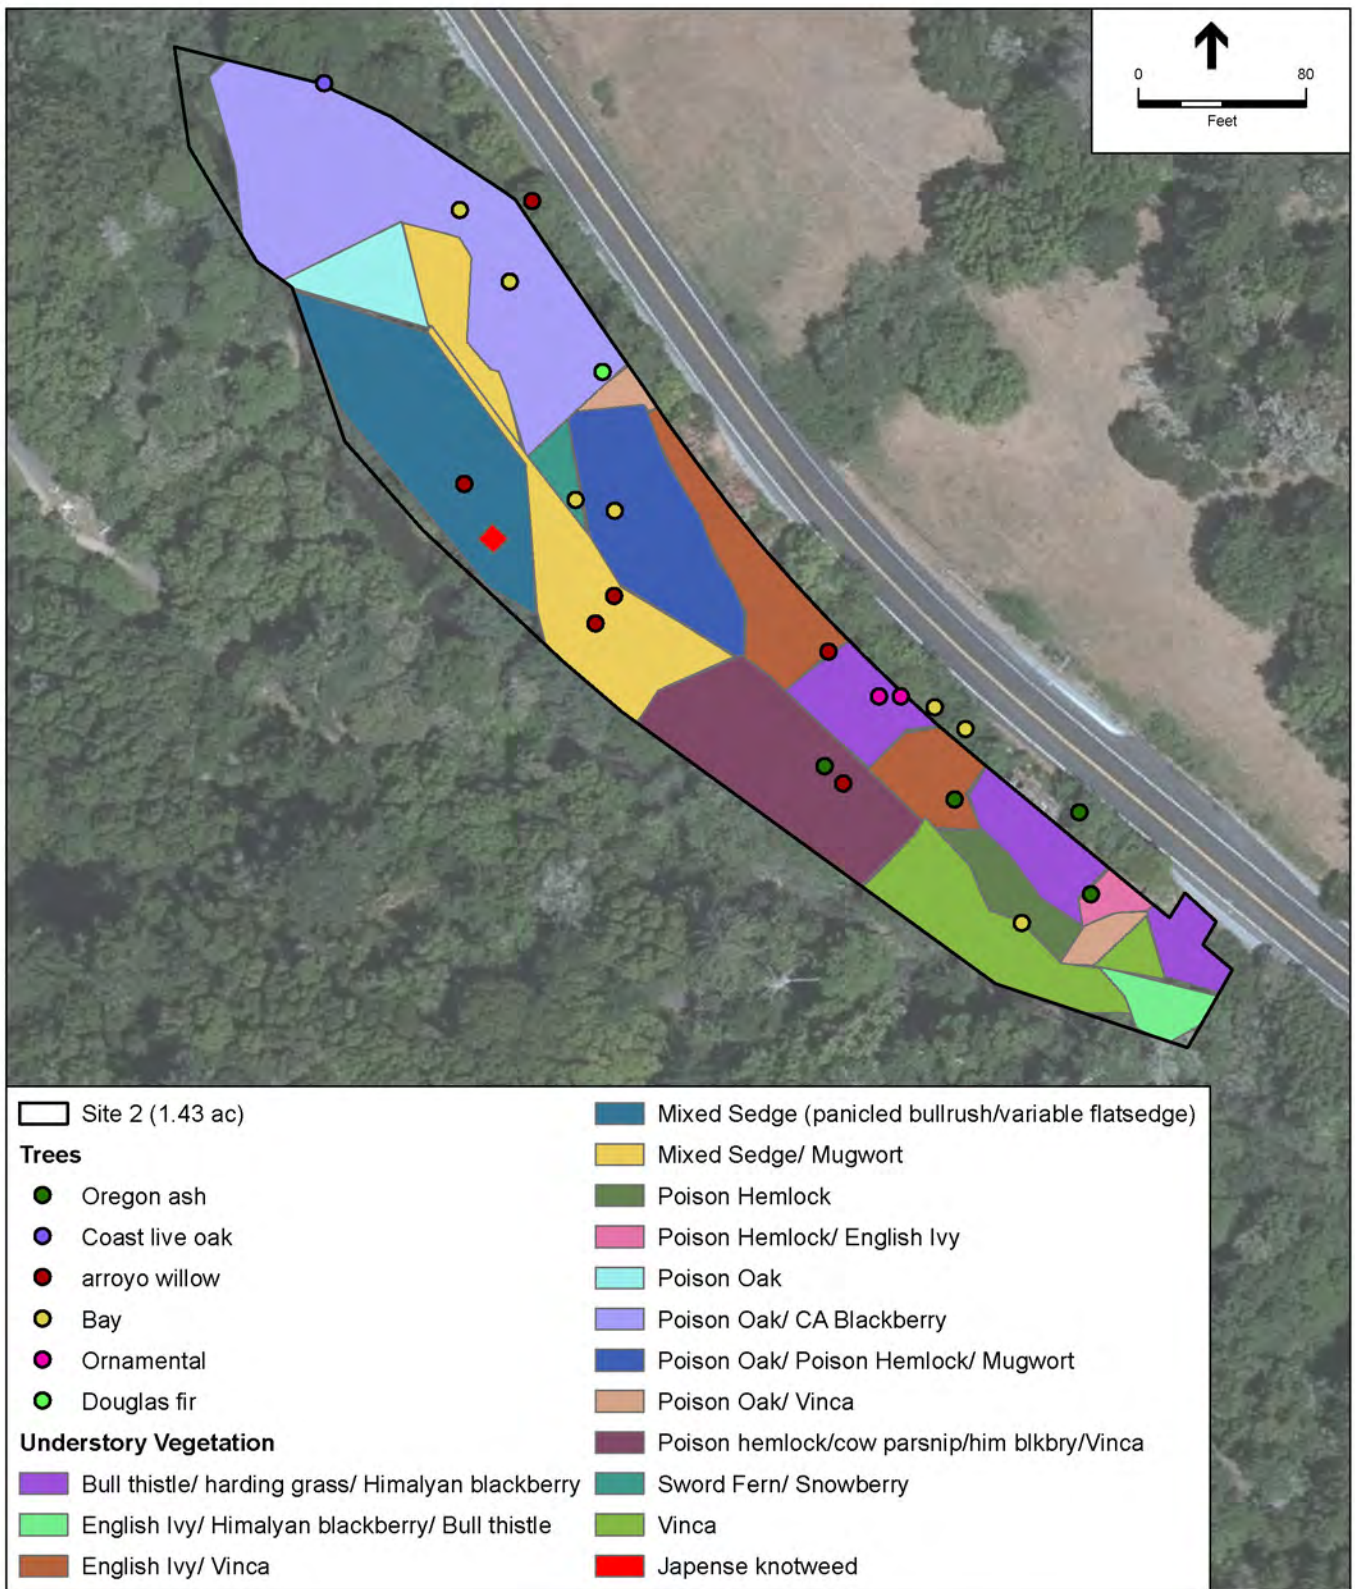 0 80
Feet
Site 2 (1.43 ac)
Trees
Oregon ash
Coast live oak
arroyo willow
Bay
Ornamental
Douglas fir
Understory Vegetation
Bull thistle/ harding grass/ Himalyan blackberry
English Ivy/ Himalyan blackberry/ Bull thistle
English Ivy/ Vinca
Mixed Sedge (panicled bullrush/variable flatsedge)
Mixed Sedge/ Mugwort
Poison Hemlock
Poison Hemlock/ English Ivy
Poison Oak
Poison Oak/ CA Blackberry
Poison Oak/ Poison Hemlock/ Mugwort
Poison Oak/ Vinca
Poison hemlock/cow parsnip/him blkbry/Vinca
Sword Fern/ Snowberry
Vinca
Japense knotweed